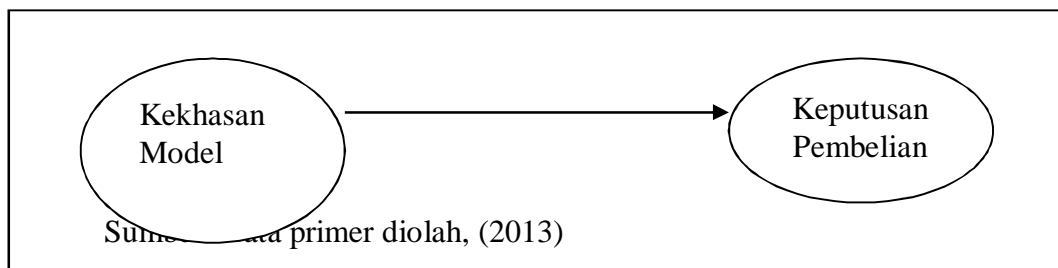 Kekhasan
Model
Keputusan
Pembelian
primer diolah, (2013)